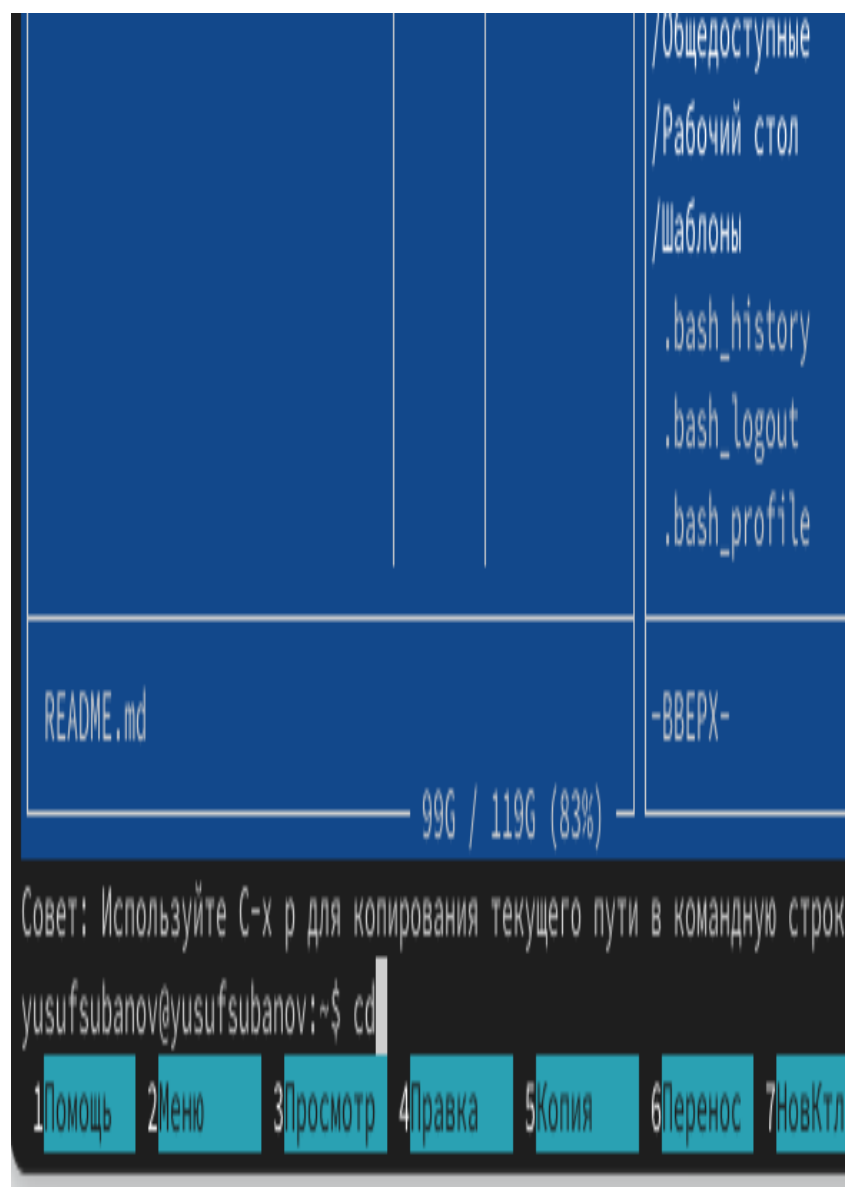 /Общедоступные
/Рабочий стол
/Шаблоны
.bash_history
.bash_logout
.bash_profile
README.md
-ВВЕРХ-
99G / 119G (83%)
Совет: Используйте C-x p для копирования текущего пути в командную строк
yusufsubanov@yusufsubanov:~$ cd
1Помощь 2Меню 3Просмотр 4Правка 5Копия 6Перенос 7НовКтл